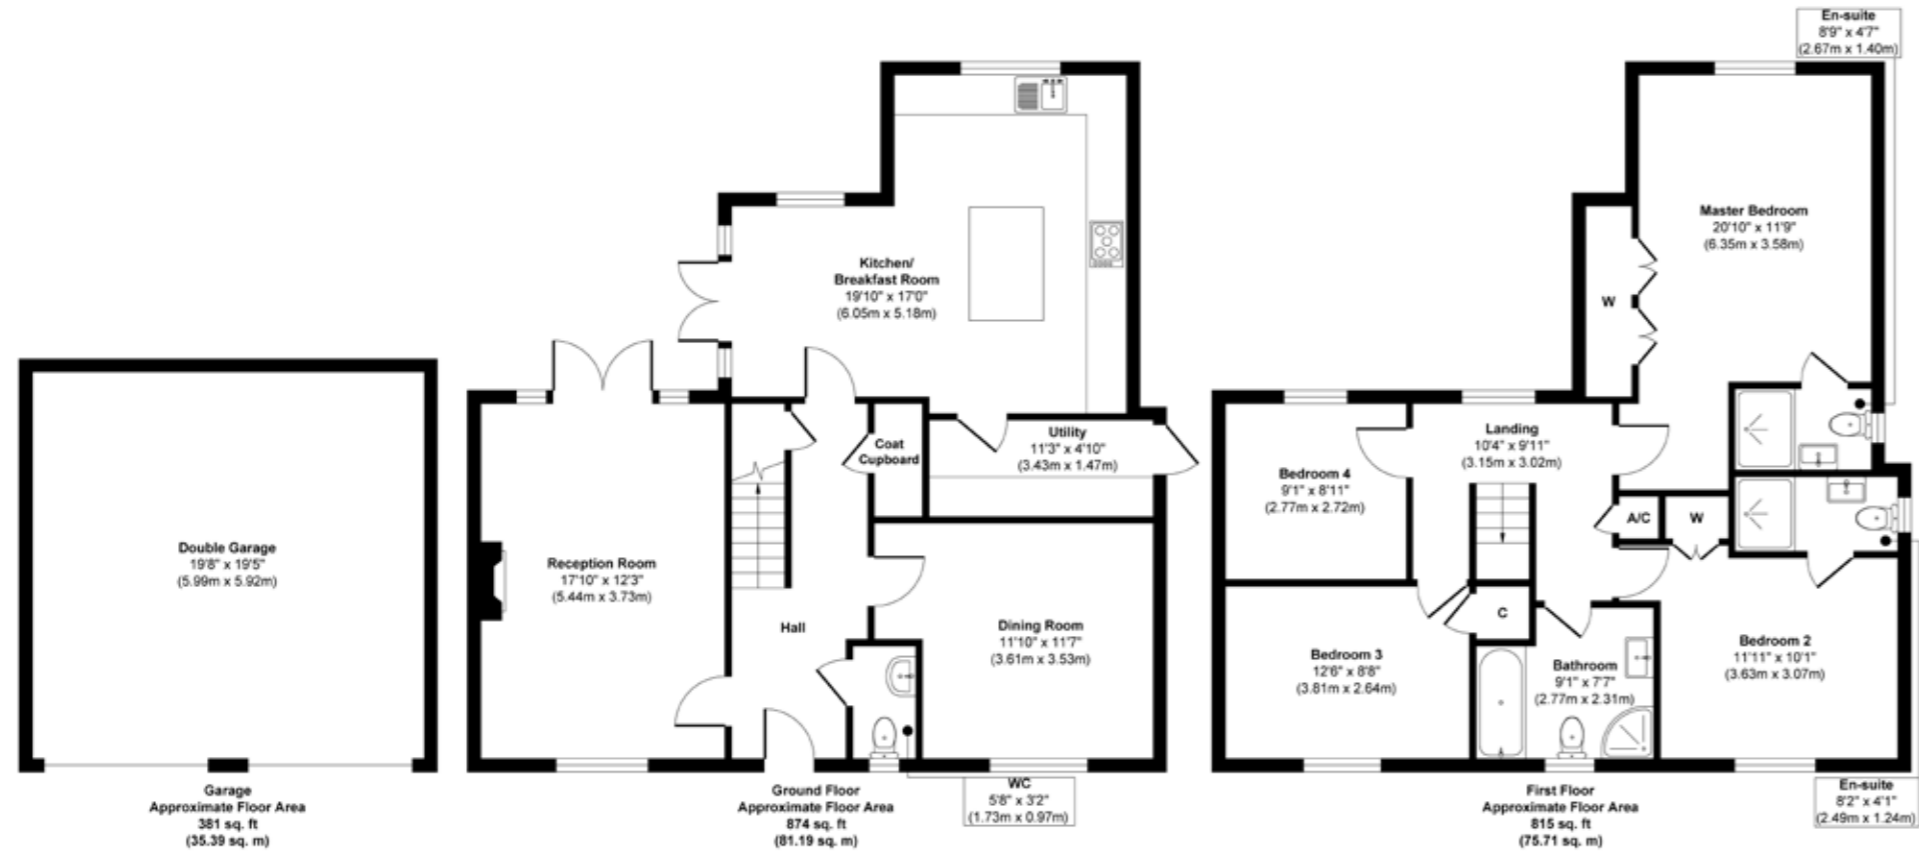 Double Garage
19'8" x 19'5"
(5.99m x 5.92m)
Garage
Approximate Floor Area
381 sq. ft
(35.39 sq. m)
Kitchen/
Breakfast Room
19'10" x 17'0"
(6.05m x 5.18m)
Coat
Cupboard
Utility
11'3" x 4'10"
(3.43m x 1.47m)
Reception Room
17'10" x 12'3"
(5.44m x 3.73m)
Hall
Dining Room
11'10" x 11'7"
(3.61m x 3.53m)
WC
5'8" x 3'2"
(1.73m x 0.97m)
Ground Floor
Approximate Floor Area
874 sq. ft
(81.19 sq. m)
En-suite
8'9" x 4'7"
(2.67m x 1.40m)
Master Bedroom
20'10" x 11'9"
(6.35m x 3.58m)
W
Landing
10'4" x 9'11"
(3.15m x 3.02m)
Bedroom 4
9'1" x 8'11"
(2.77m x 2.72m)
A/C
W
C
Bedroom 3
12'6" x 8'8"
(3.81m x 2.64m)
Bathroom
9'1" x 7'7"
(2.77m x 2.31m)
Bedroom 2
11'11" x 10'1"
(3.63m x 3.07m)
En-suite
8'2" x 4'1"
(2.49m x 1.24m)
First Floor
Approximate Floor Area
815 sq. ft
(75.71 sq. m)